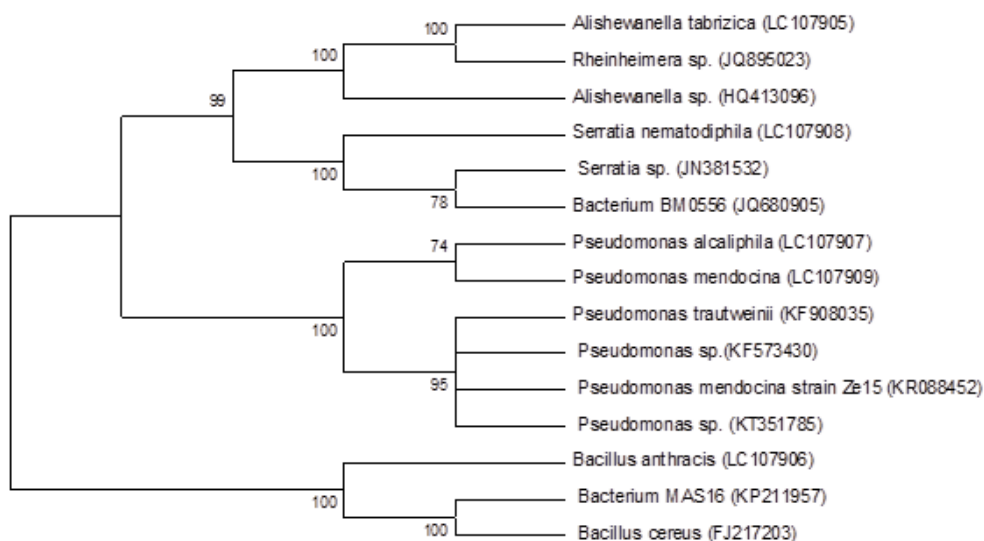 Alishewanella tabrizica (LC107905)
100
Rheinheimera sp. (JQ895023)
100
Alishewanella sp. (HQ413096)
99
Serratia nematodiphila (LC107908)
100
Serratia sp. (JN381532)
78
Bacterium BM0556 (JQ680905)
Pseudomonas alcaliphila (LC107907)
74
Pseudomonas mendocina (LC107909)
Pseudomonas trautweinii (KF908035)
100
Pseudomonas sp.(KF573430)
95
Pseudomonas mendocina strain Ze15 (KR088452)
Pseudomonas sp. (KT351785)
Bacillus anthracis (LC107906)
100
Bacterium MAS16 (KP211957)
100
Bacillus cereus (FJ217203)